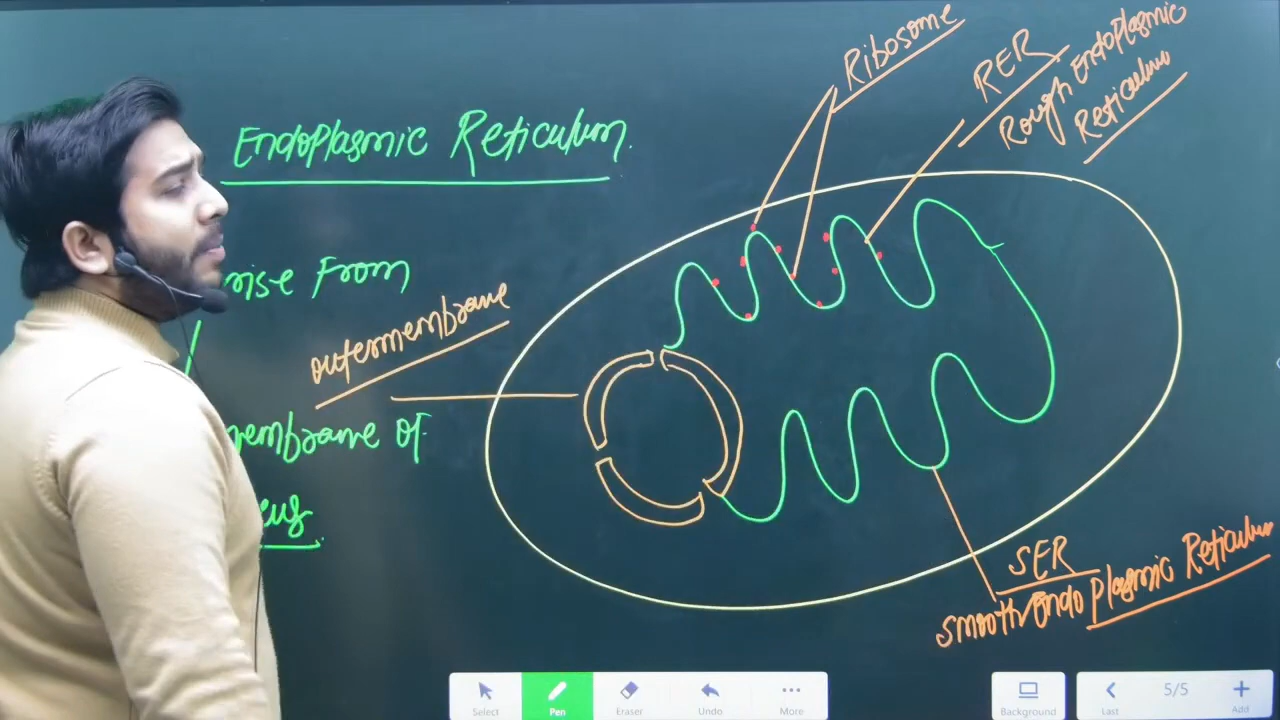 Endoplasmic Reticulum.
rise From
membrane of
outermembrane
Ribosome
RER
Rough Endoplasmic
Reticulum
SER
Smooth Endoplasmic Reticulum
Select
Pen
Eraser
Undo
More
Background
Last
5/5
Add